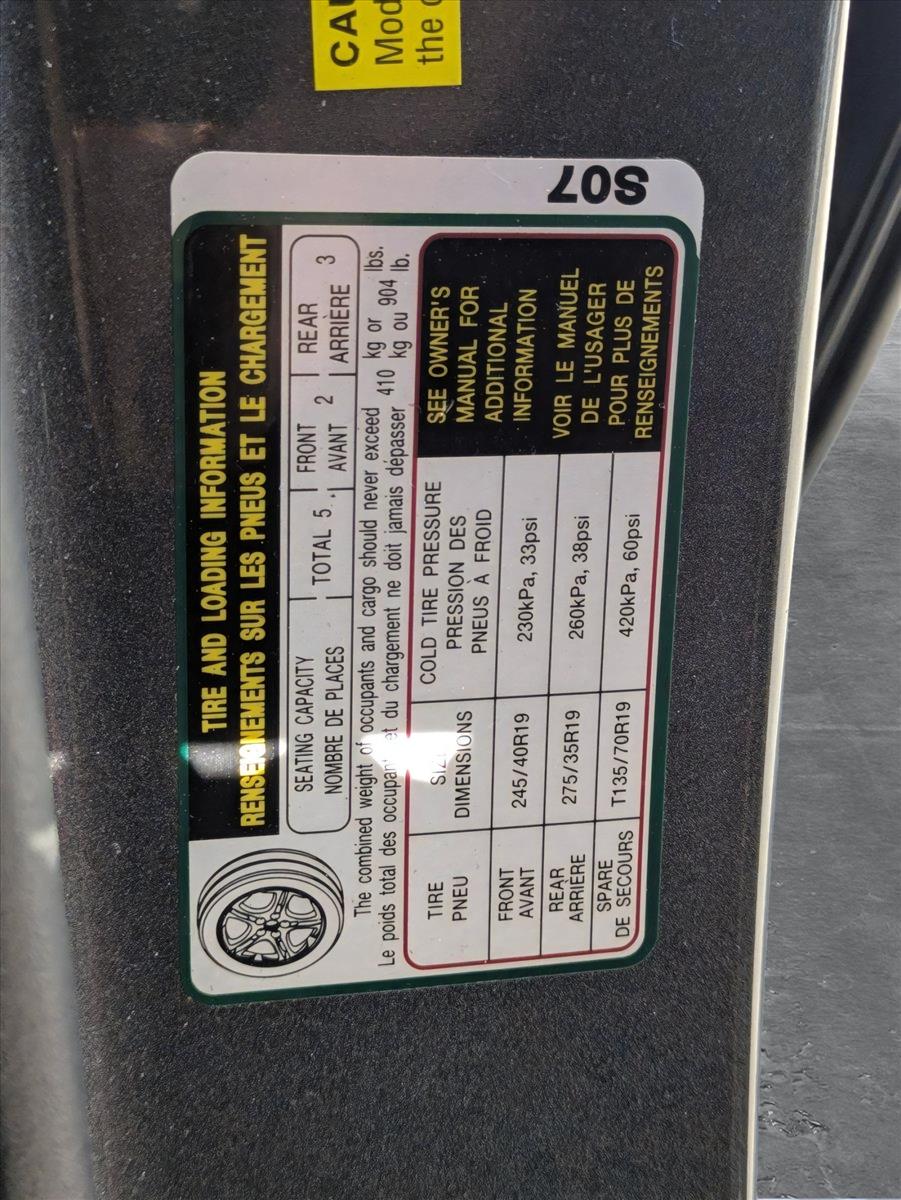 CAU
Mod
the c
S07
TIRE AND LOADING INFORMATION
RENSEIGNEMENTS SUR LES PNEUS ET LE CHARGEMENT
SEATING CAPACITY TOTAL 5 FRONT 2 REAR 3
NOMBRE DE PLACES AVANT ARRIÈRE
The combined weight of occupants and cargo should never exceed 410 kg or 904 lbs.
Le poids total des occupants et du chargement ne doit jamais dépasser 410 kg ou 904 lb.
TIRE
PNEU
SIZE
DIMENSIONS
COLD TIRE PRESSURE
PRESSION DES
PNEUS À FROID
SEE OWNER'S
MANUAL FOR
ADDITIONAL
INFORMATION
VOIR LE MANUEL
DE L'USAGER
POUR PLUS DE
RENSEIGNEMENTS
FRONT
AVANT
245/40R19
230kPa, 33psi
REAR
ARRIÈRE
275/35R19
260kPa, 38psi
SPARE
DE SECOURS
T135/70R19
420kPa, 60psi